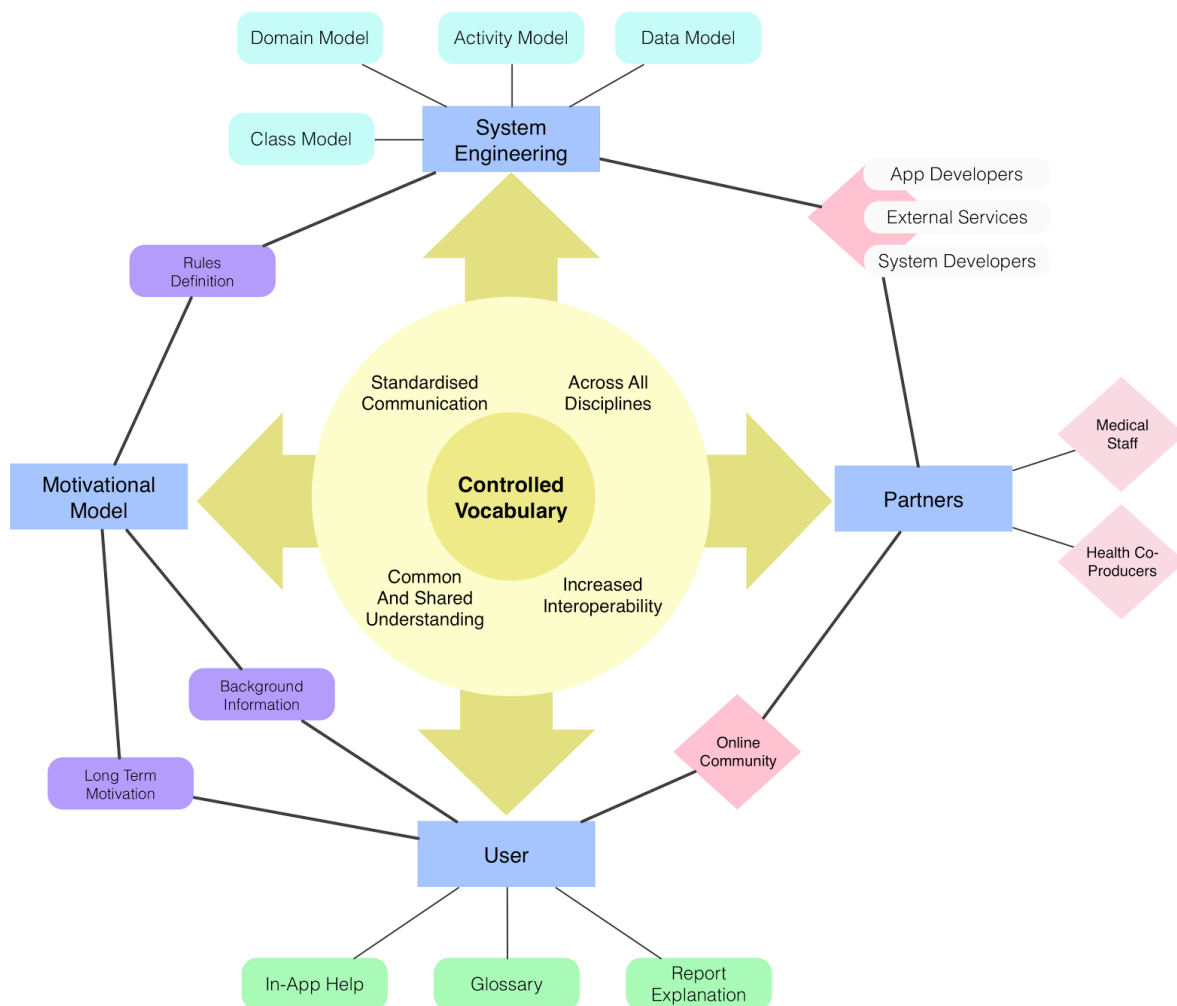 Domain Model
Activity Model
Data Model
Class Model
System
Engineering
App Developers
External Services
System Developers
Rules
Definition
Standardised
Communication
Across All
Disciplines
Medical
Staff
Motivational
Model
Controlled
Vocabulary
Partners
Health Co-
Producers
Common
And Shared
Understanding
Increased
Interoperability
Background
Information
Online
Community
Long Term
Motivation
User
In-App Help
Glossary
Report
Explanation